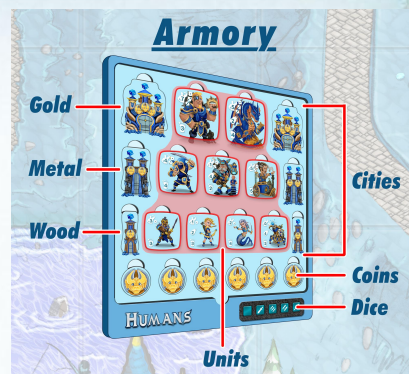 Armory
Gold
Metal
Wood
Cities
Coins
Dice
HUMANS
Units